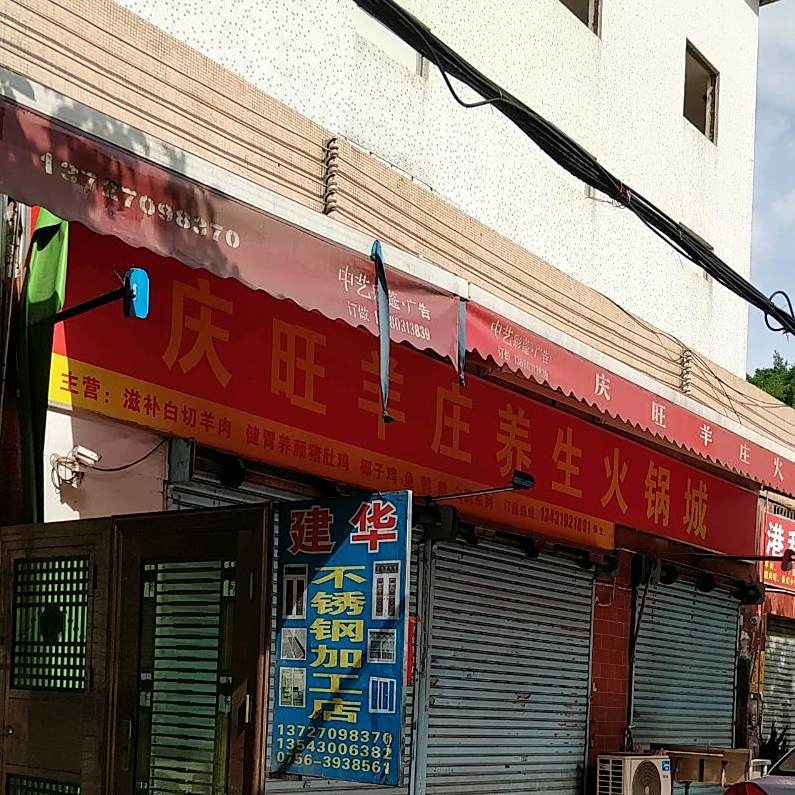 13727098370
中艺彩篷·广告
订做
中艺彩篷·广告
庆旺羊庄火
庆旺羊庄养生火锅城
主营：滋补白切羊肉 健胃养颜猪肚鸡 椰子鸡
13431921801
建华
不锈钢加工店
13727098370
13543006382
0756-3938561
港